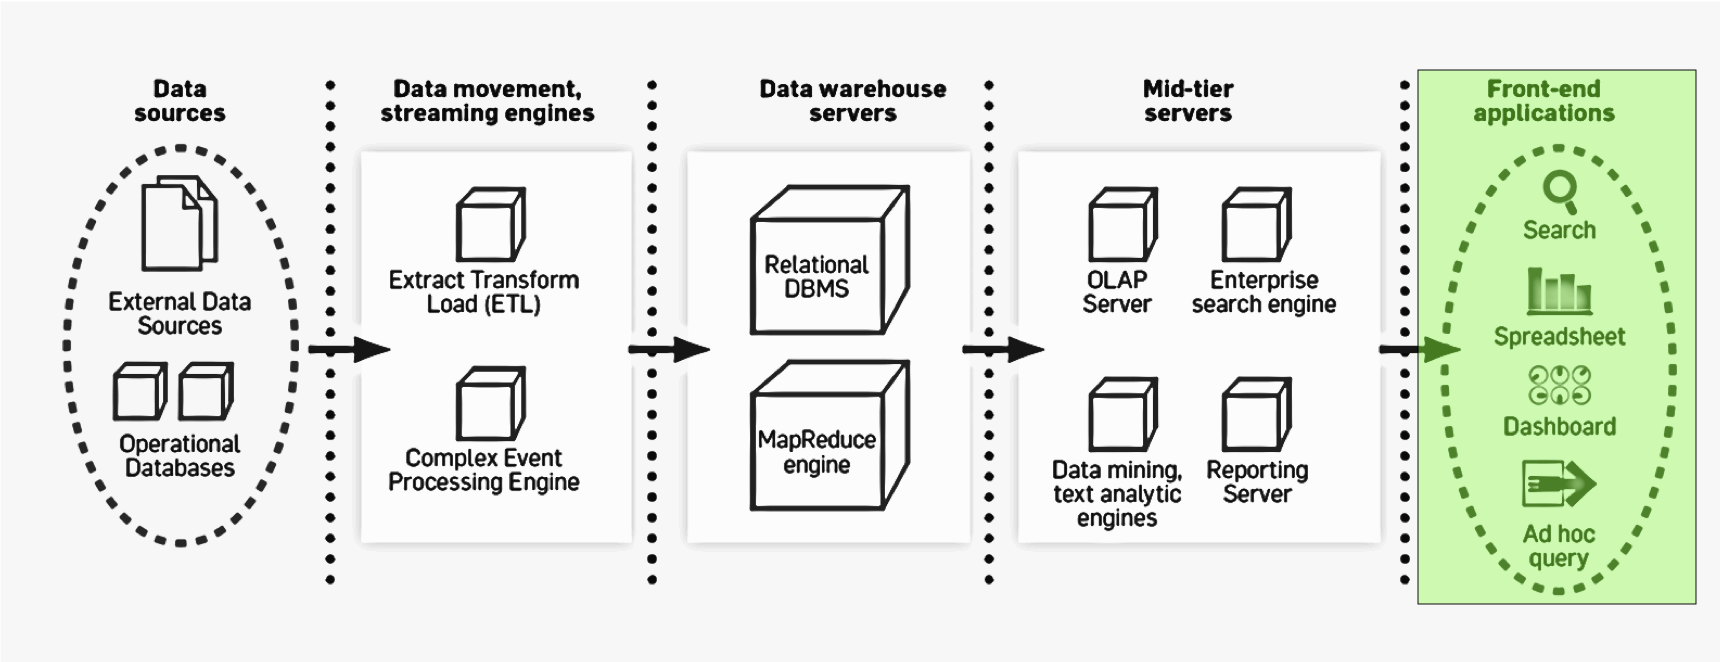 Data
sources
External Data
Sources
Operational
Databases
Data movement,
streaming engines
Extract Transform
Load (ETL)
Complex Event
Processing Engine
Data warehouse
servers
Relational
DBMS
MapReduce
engine
Mid-tier
servers
OLAP
Server
Enterprise
search engine
Data mining,
text analytic
engines
Reporting
Server
Front-end
applications
Search
Spreadsheet
Dashboard
Ad hoc
query